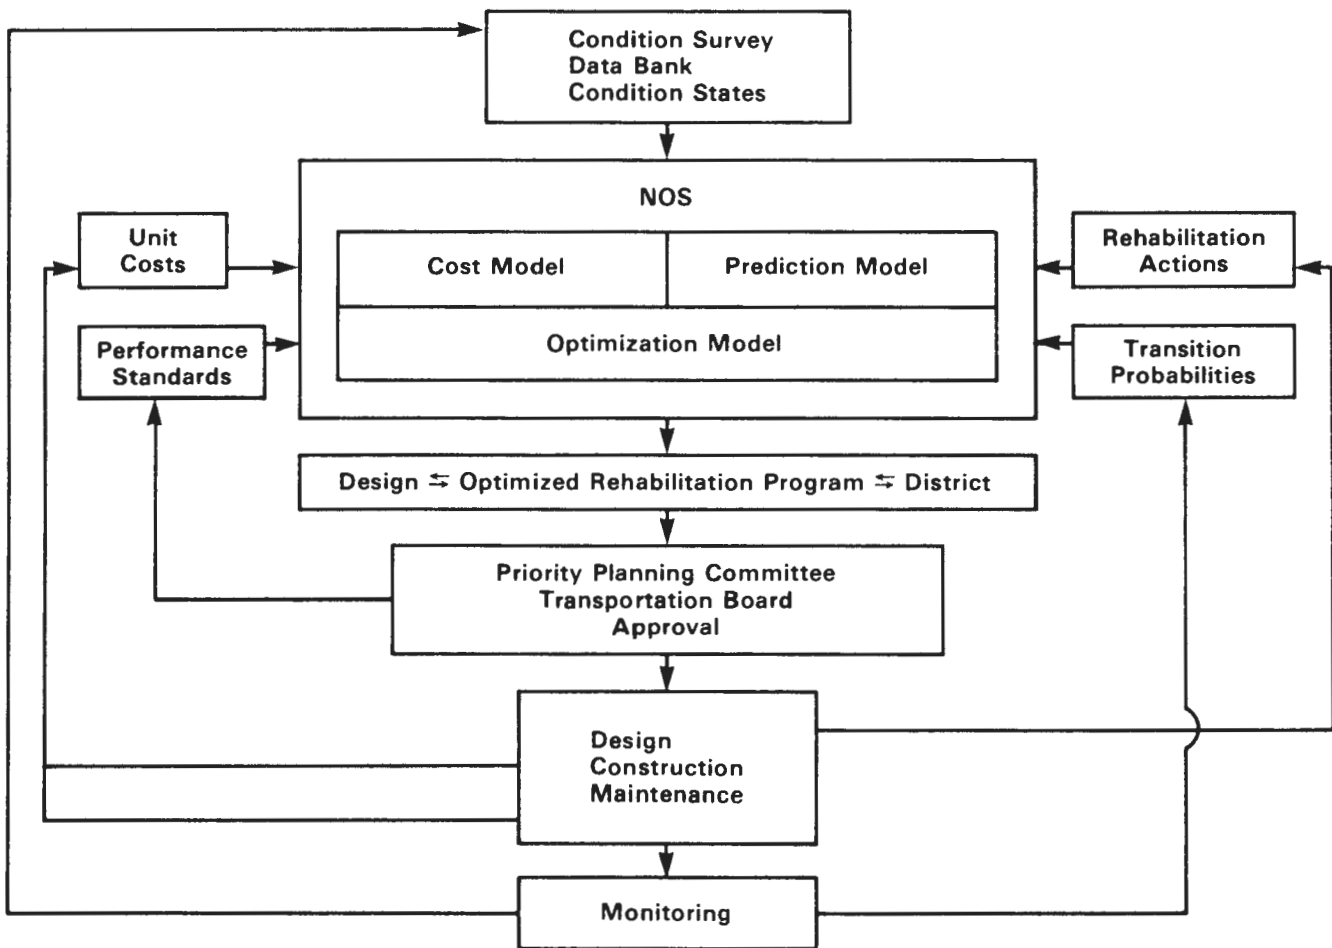 Condition Survey
Data Bank
Condition States
NOS
Unit
Costs
Cost Model
Prediction Model
Rehabilitation
Actions
Performance
Standards
Optimization Model
Transition
Probabilities
Design ⇆ Optimized Rehabilitation Program ⇆ District
Priority Planning Committee
Transportation Board
Approval
Design
Construction
Maintenance
Monitoring